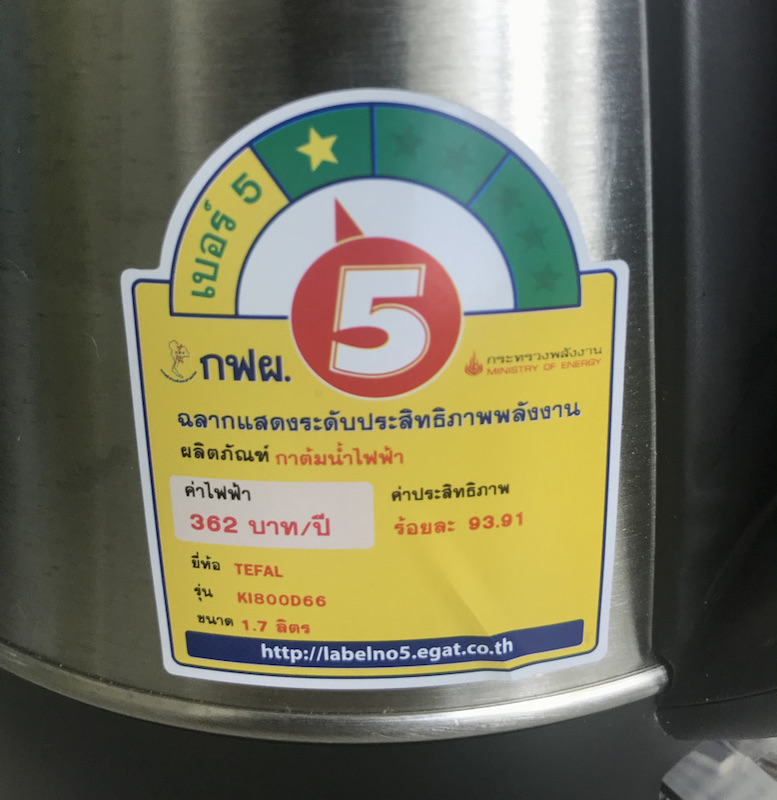 เบอร์ 5
5
กฟผ.
กระทรวงพลังงาน
MINISTRY OF ENERGY
ฉลากแสดงระดับประสิทธิภาพพลังงาน
ผลิตภัณฑ์ กาต้มน้ำไฟฟ้า
ค่าไฟฟ้า
362 บาท/ปี
ค่าประสิทธิภาพ
ร้อยละ 93.91
ยี่ห้อ TEFAL
รุ่น KI800D66
ขนาด 1.7 ลิตร
http://labelno5.egat.co.th